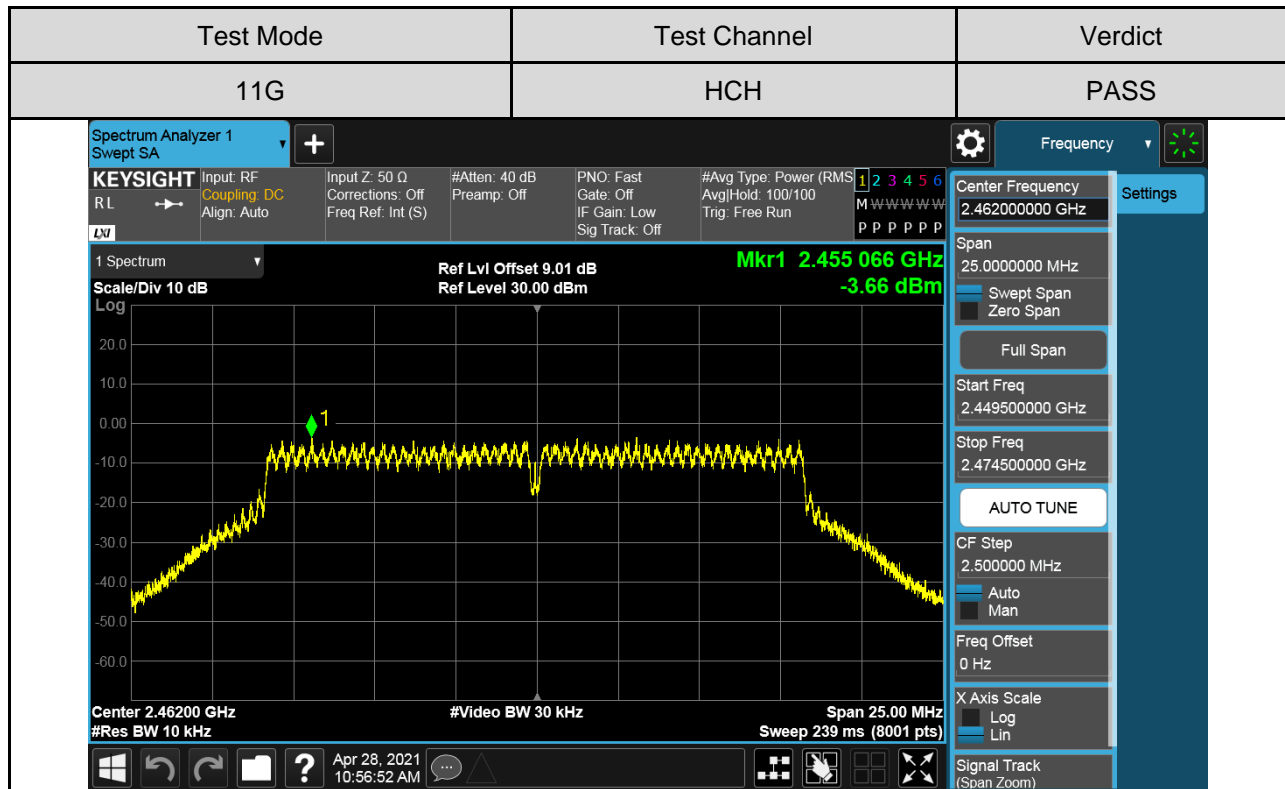 Test Mode Test Channel Verdict
11G HCH PASS
Spectrum Analyzer 1
Swept SA
+
Frequency
KEYSIGHT
RL
LXI
Input: RF
Coupling: DC
Align: Auto
Input Z: 50 Ω
Corrections: Off
Freq Ref: Int (S)
#Atten: 40 dB
Preamp: Off
PNO: Fast
Gate: Off
IF Gain: Low
Sig Track: Off
#Avg Type: Power (RMS
Avg|Hold: 100/100
Trig: Free Run
1 2 3 4 5 6
M W W W W W
P P P P P P
1 Spectrum
Scale/Div 10 dB
Ref Lvl Offset 9.01 dB
Ref Level 30.00 dBm
Mkr1 2.455 066 GHz
-3.66 dBm
Log
20.0
10.0
0.00
-10.0
-20.0
-30.0
-40.0
-50.0
-60.0
1
Center 2.46200 GHz
#Res BW 10 kHz
#Video BW 30 kHz
Span 25.00 MHz
Sweep 239 ms (8001 pts)
Center Frequency
2.462000000 GHz
Settings
Span
25.0000000 MHz
Swept Span
Zero Span
Full Span
Start Freq
2.449500000 GHz
Stop Freq
2.474500000 GHz
AUTO TUNE
CF Step
2.500000 MHz
Auto
Man
Freq Offset
0 Hz
X Axis Scale
Log
Lin
Signal Track
(Span Zoom)
?
Apr 28, 2021
10:56:52 AM